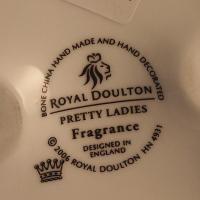 BONE CHINA HAND MADE AND HAND DECORATED
ROYAL DOULTON
PRETTY LADIES
Fragrance
DESIGNED IN
ENGLAND
© 2006 ROYAL DOULTON HN 4931